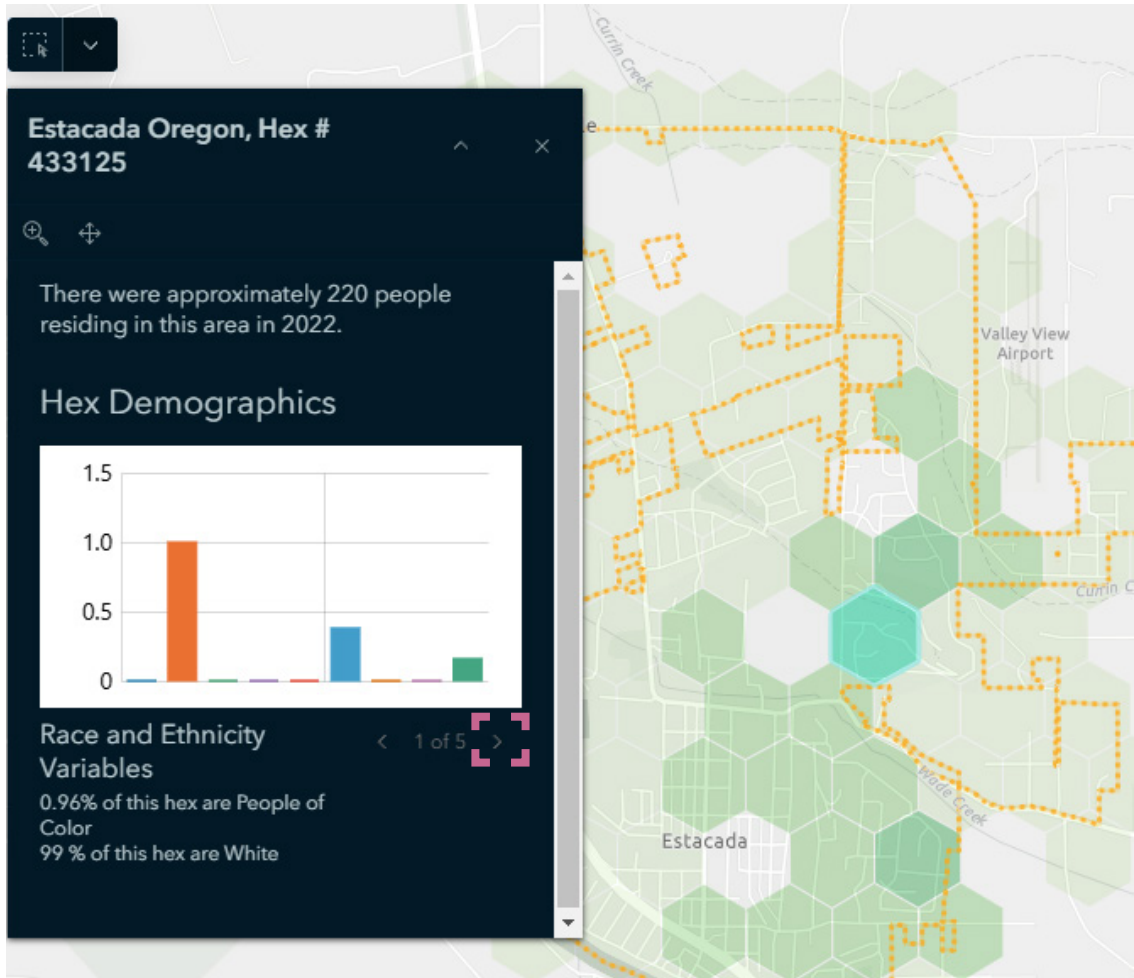 Currin Creek
Estacada Oregon, Hex #
433125
There were approximately 220 people
residing in this area in 2022.
Hex Demographics
1.5
1.0
0.5
0
Race and Ethnicity
Variables
1 of 5
0.96% of this hex are People of
Color
99 % of this hex are White
Valley View
Airport
Wade Creek
Estacada